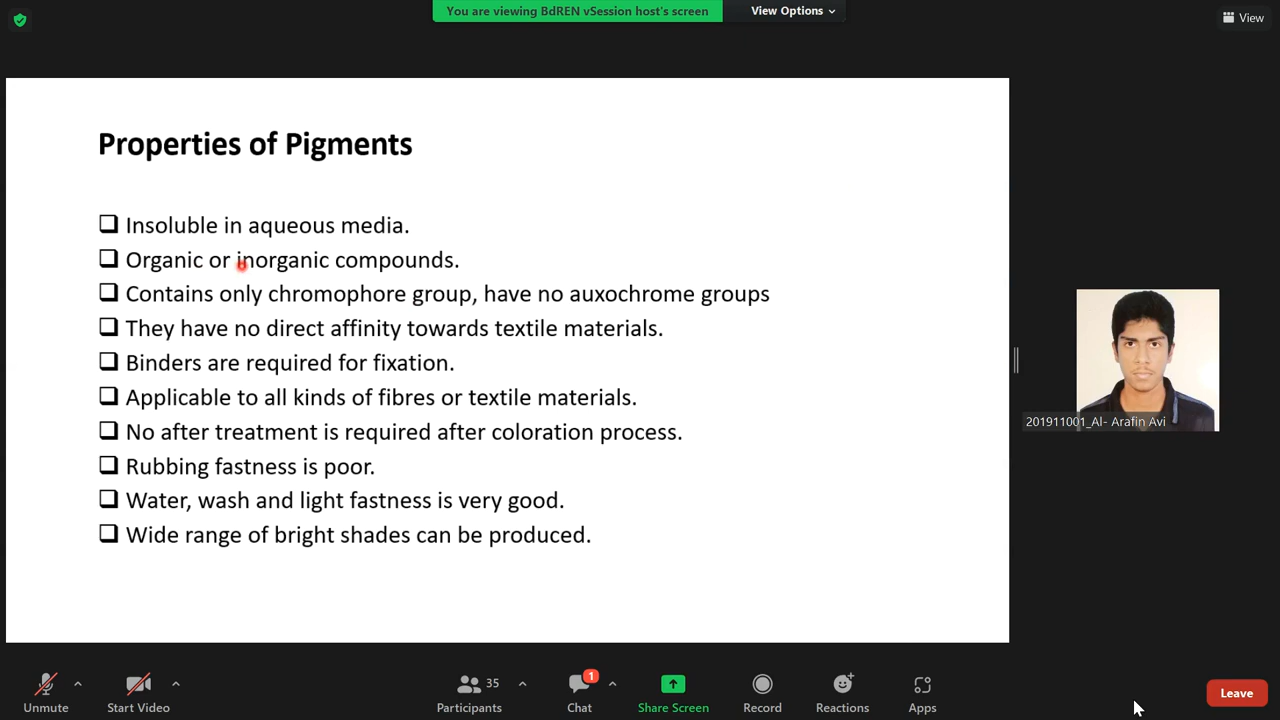 You are viewing BdREN vSession host's screen
View Options
View
Properties of Pigments
Insoluble in aqueous media.
Organic or inorganic compounds.
Contains only chromophore group, have no auxochrome groups
They have no direct affinity towards textile materials.
Binders are required for fixation.
Applicable to all kinds of fibres or textile materials.
No after treatment is required after coloration process.
Rubbing fastness is poor.
Water, wash and light fastness is very good.
Wide range of bright shades can be produced.
201911001_Al- Arafin Avi
35
1
Unmute
Start Video
Participants
Chat
Share Screen
Record
Reactions
Apps
Leave